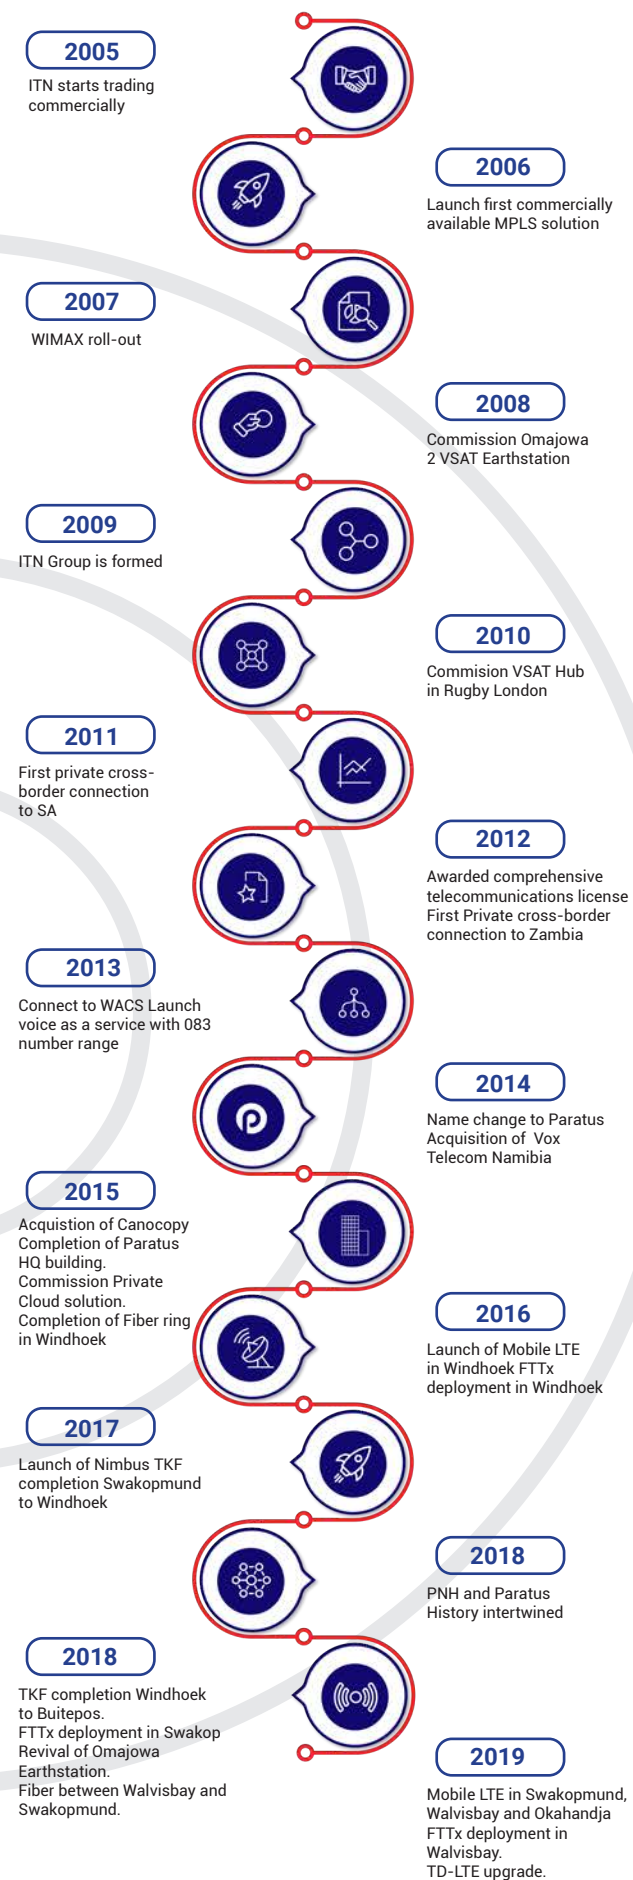 2005
ITN starts trading
commercially
2006
Launch first commercially
available MPLS solution
2007
WIMAX roll-out
2008
Commission Omajowa
2 VSAT Earthstation
2009
ITN Group is formed
2010
Commision VSAT Hub
in Rugby London
2011
First private cross-
border connection
to SA
2012
Awarded comprehensive
telecommunications license
First Private cross-border
connection to Zambia
2013
Connect to WACS Launch
voice as a service with 083
number range
2014
Name change to Paratus
Acquisition of Vox
Telecom Namibia
2015
Acquistion of Canocopy
Completion of Paratus
HQ building.
Commission Private
Cloud solution.
Completion of Fiber ring
in Windhoek
2016
Launch of Mobile LTE
in Windhoek FTTx
deployment in Windhoek
2017
Launch of Nimbus TKF
completion Swakopmund
to Windhoek
2018
PNH and Paratus
History intertwined
2018
TKF completion Windhoek
to Buitepos.
FTTx deployment in Swakop
Revival of Omajowa
Earthstation.
Fiber between Walvisbay and
Swakopmund.
2019
Mobile LTE in Swakopmund,
Walvisbay and Okahandja
FTTx deployment in
Walvisbay.
TD-LTE upgrade.